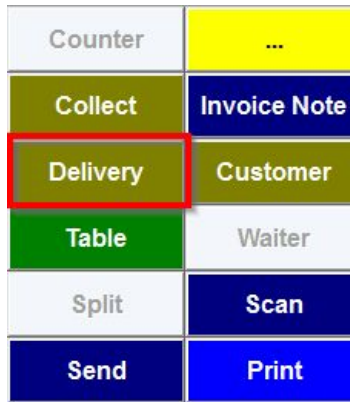 Counter
...
Collect
Invoice Note
Delivery
Customer
Table
Waiter
Split
Scan
Send
Print